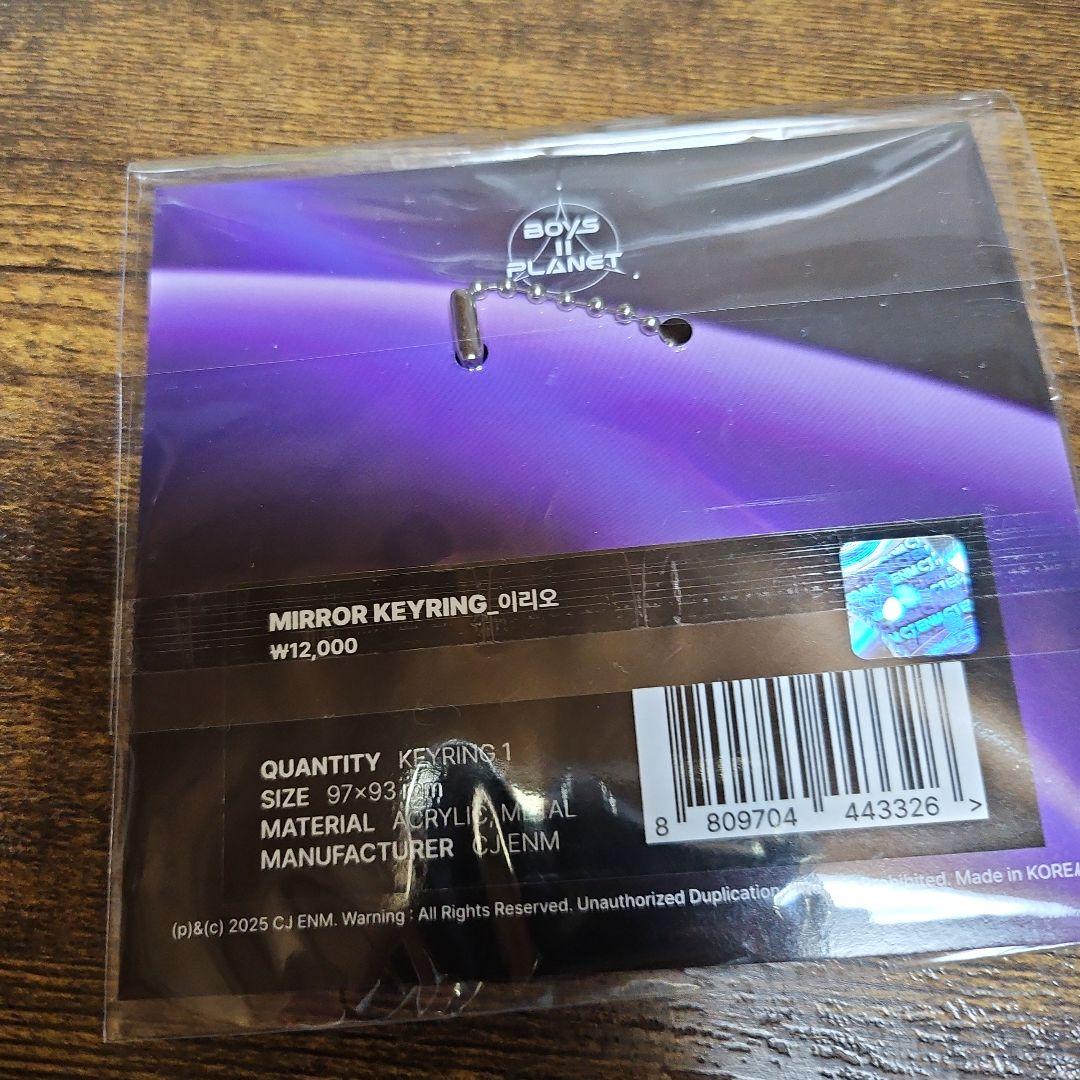 BOYS
II
PLANET
MIRROR KEYRING_이리오
₩12,000
QUANTITY KEYRING 1
SIZE 97×93 mm
MATERIAL ACRYLIC, METAL
MANUFACTURER CJ ENM
8 809704 443326 >
(p)&(c) 2025 CJ ENM. Warning : All Rights Reserved. Unauthorized Duplication Prohibited. Made in KOREA